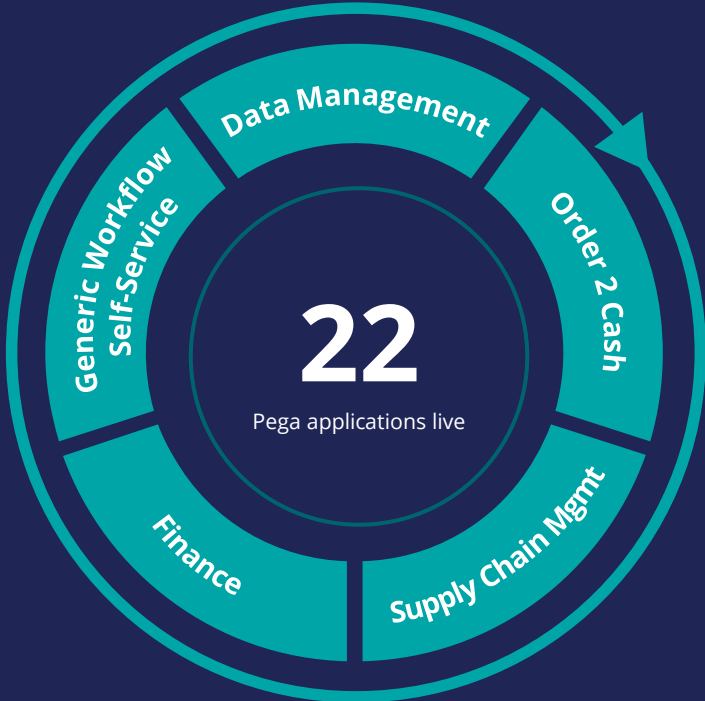 Data Management
Order 2 Cash
Supply Chain Mgmt
Finance
Generic Workflow
Self-Service
22
Pega applications live